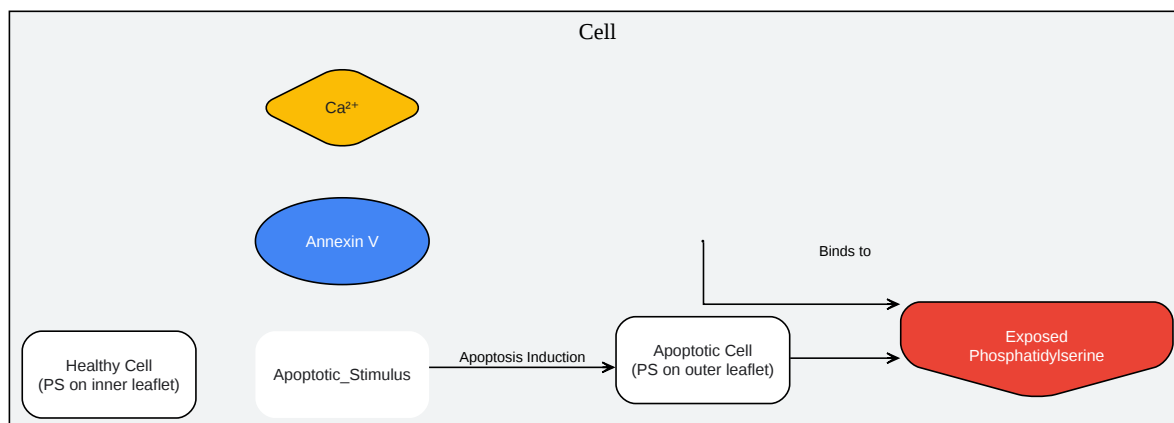 Cell
Ca²⁺
Annexin V
Binds to
Healthy Cell
(PS on inner leaflet)
Apoptotic_Stimulus
Apoptosis Induction
Apoptotic Cell
(PS on outer leaflet)
Exposed
Phosphatidylserine